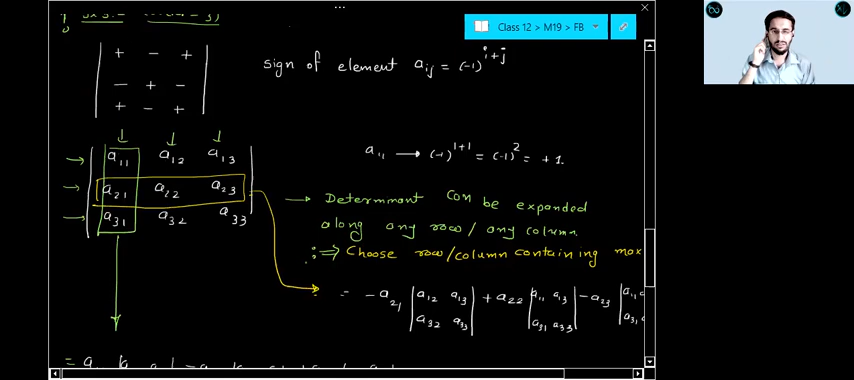 Class 12 > M19 > FB
+ - +
- + -
+ - +
sign of element aij = (-1)^i+j
a11 a12 a13
a21 a22 a23
a31 a32 a33
a11 → (-1)^1+1 = (-1)^2 = +1.
→ Determinant can be expanded
along any row/any column.
∴ ⇒ Choose row/column containing max
= -a21 |a12 a13| + a22 |a11 a13| - a23 |a11
a32 a33 a31 a33 a31